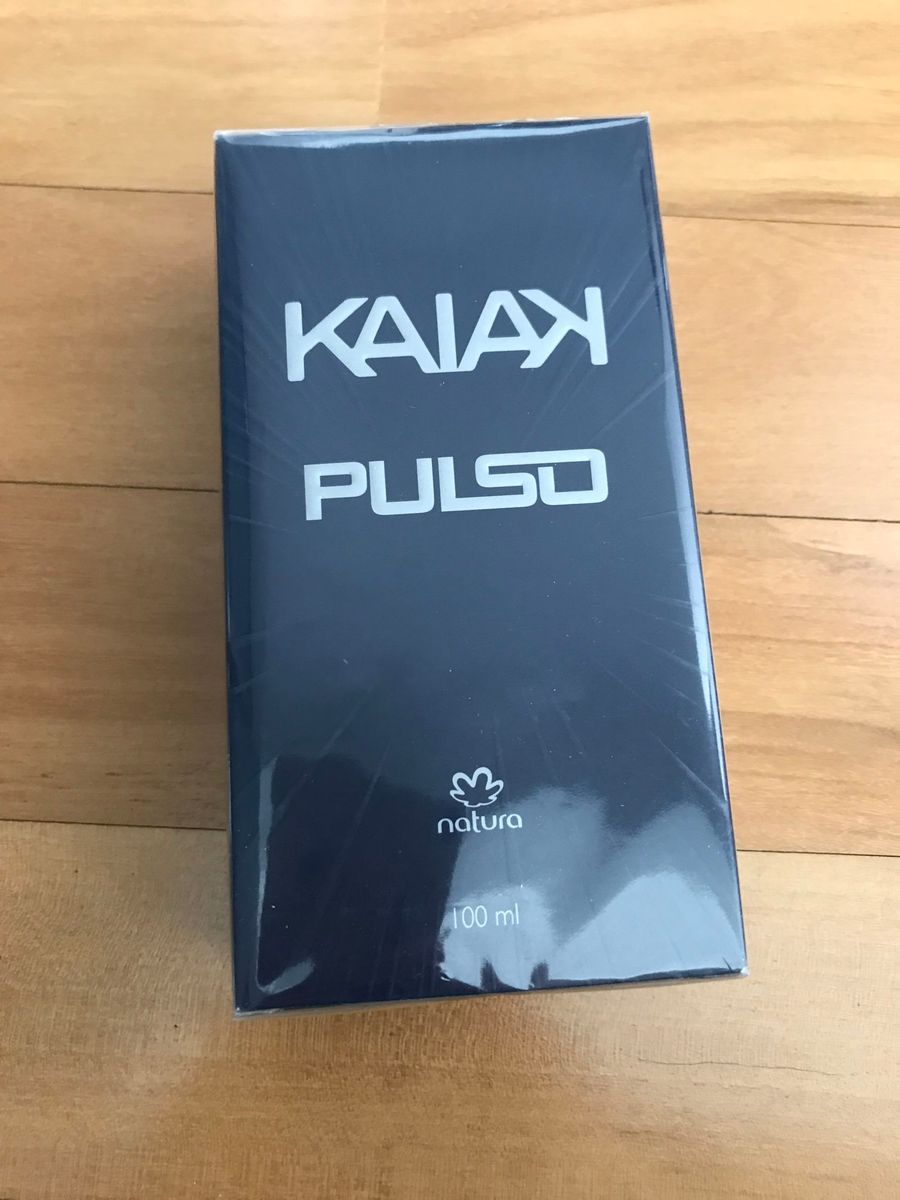 KAIAK
PULSO
natura
100 ml